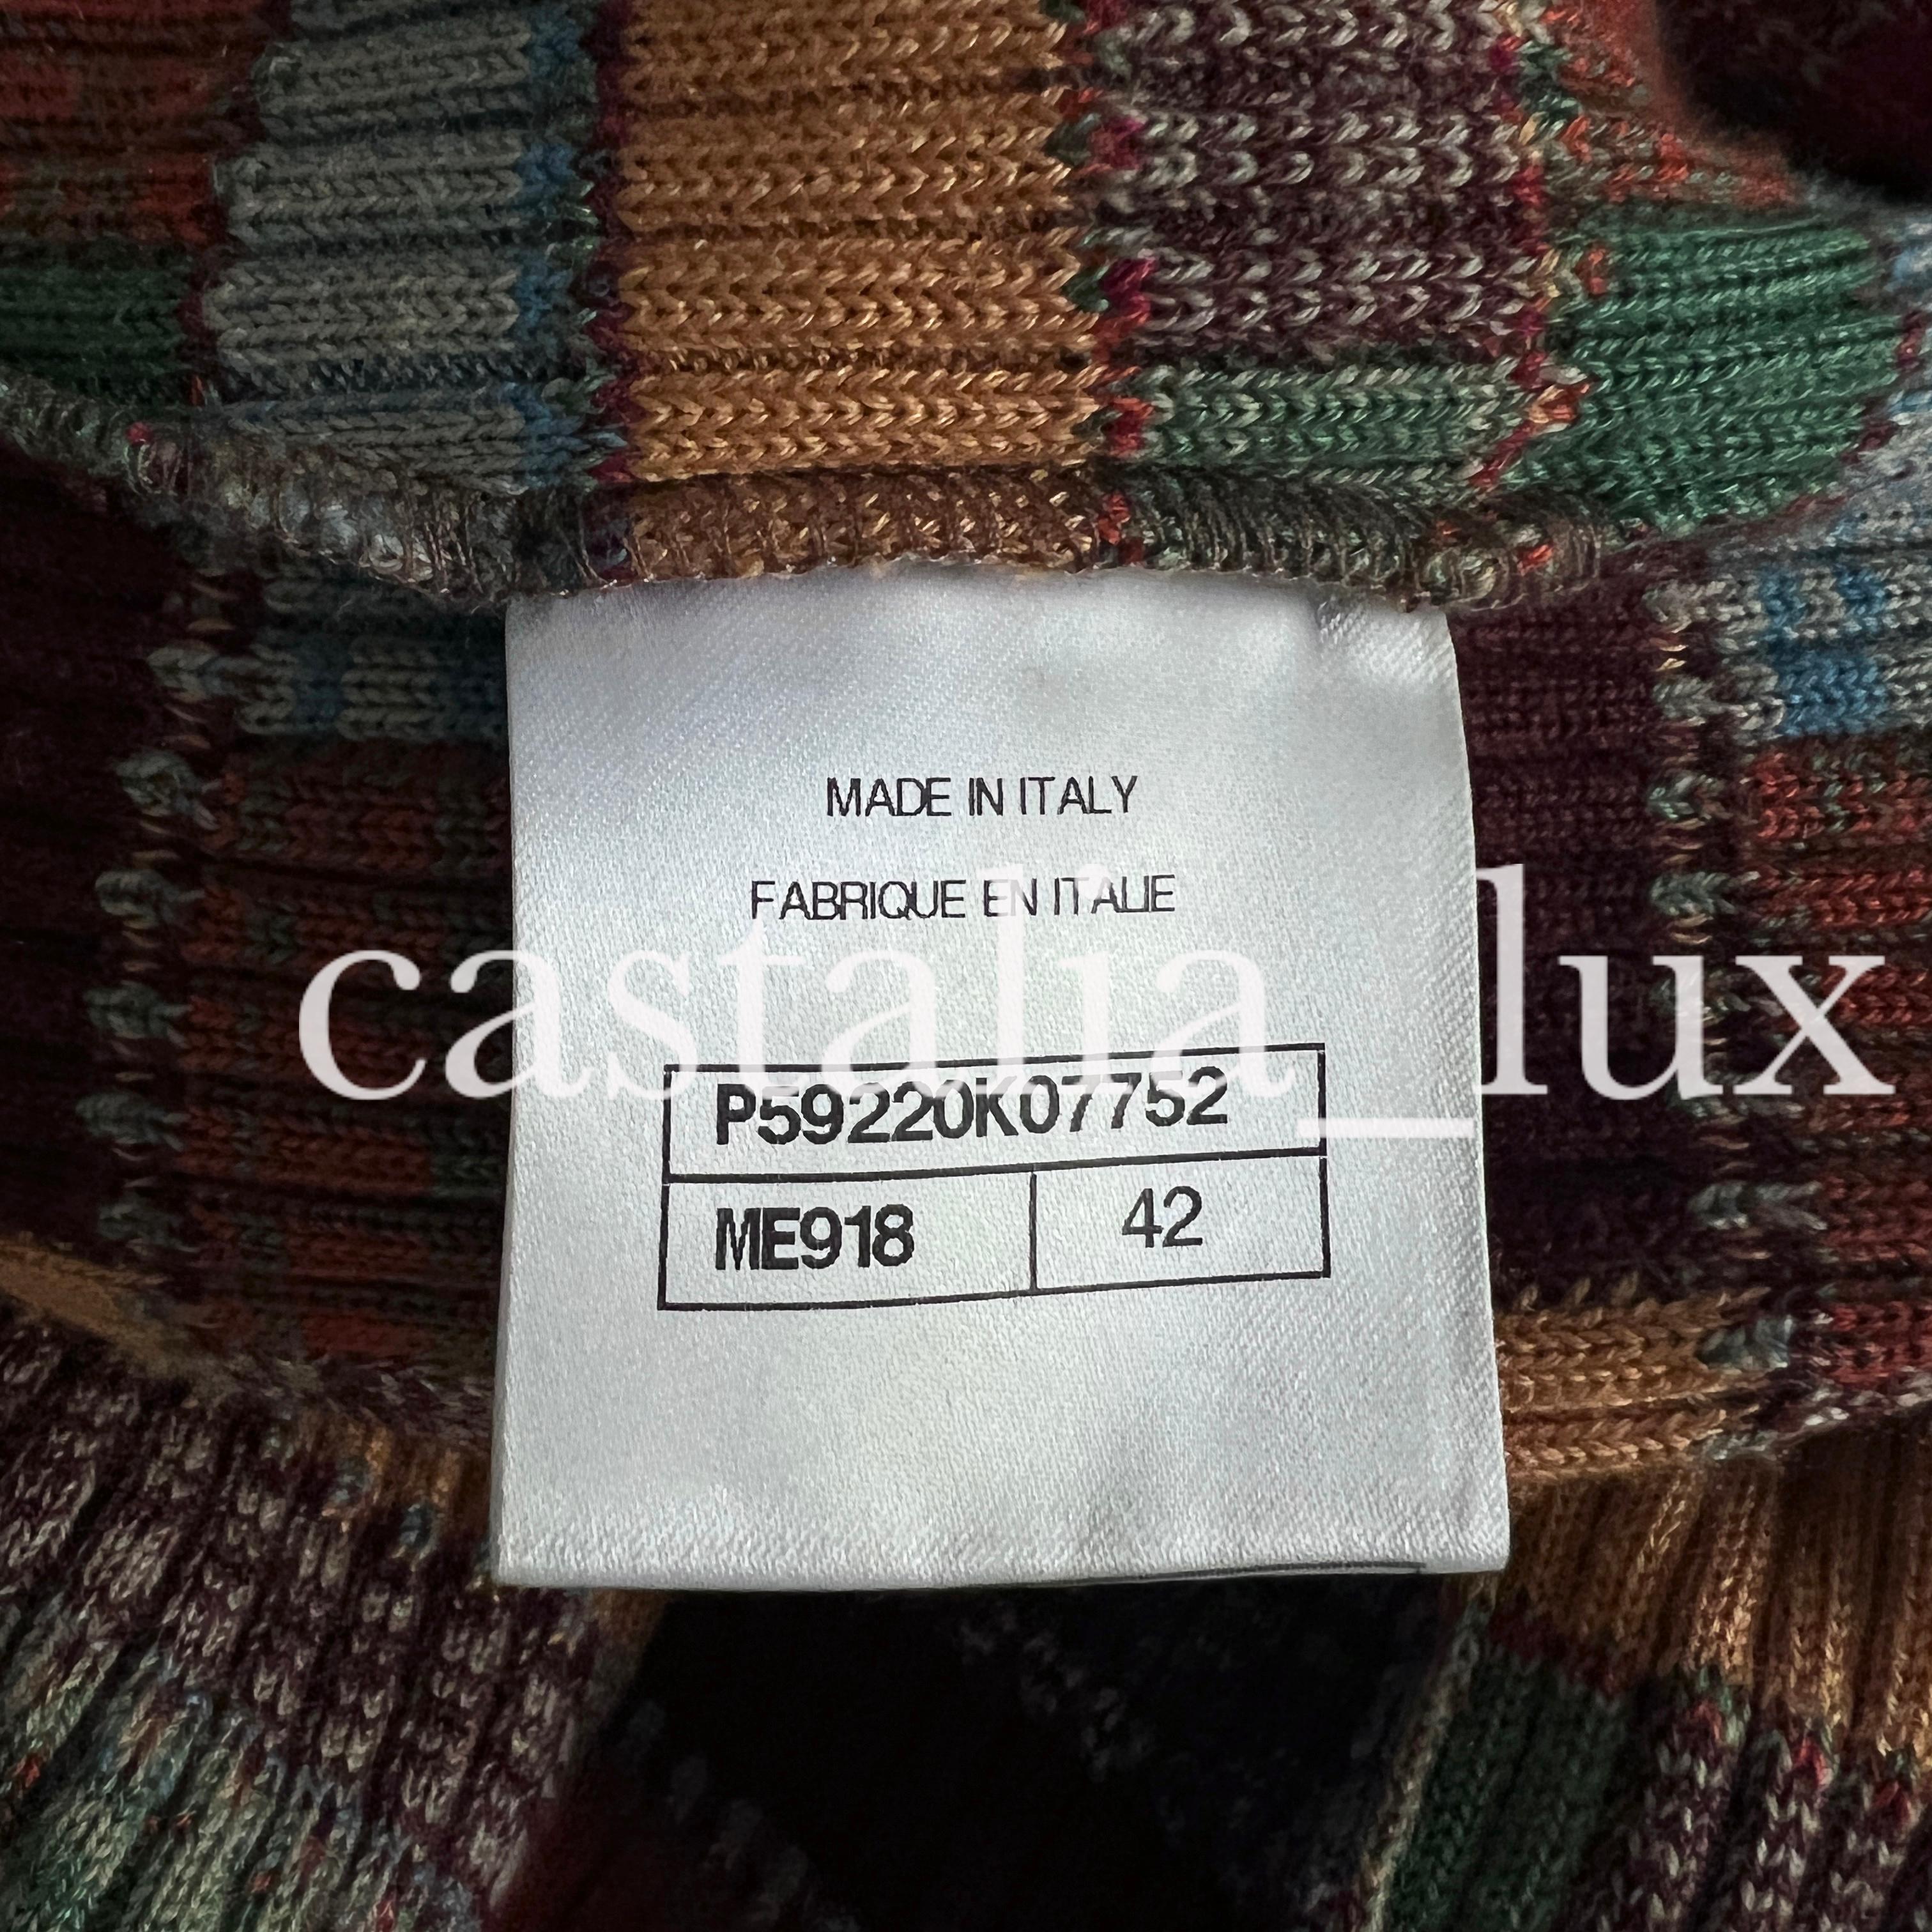 MADE IN ITALY
FABRIQUE EN ITALIE
castalia_lux
P59220K07752
ME918 42